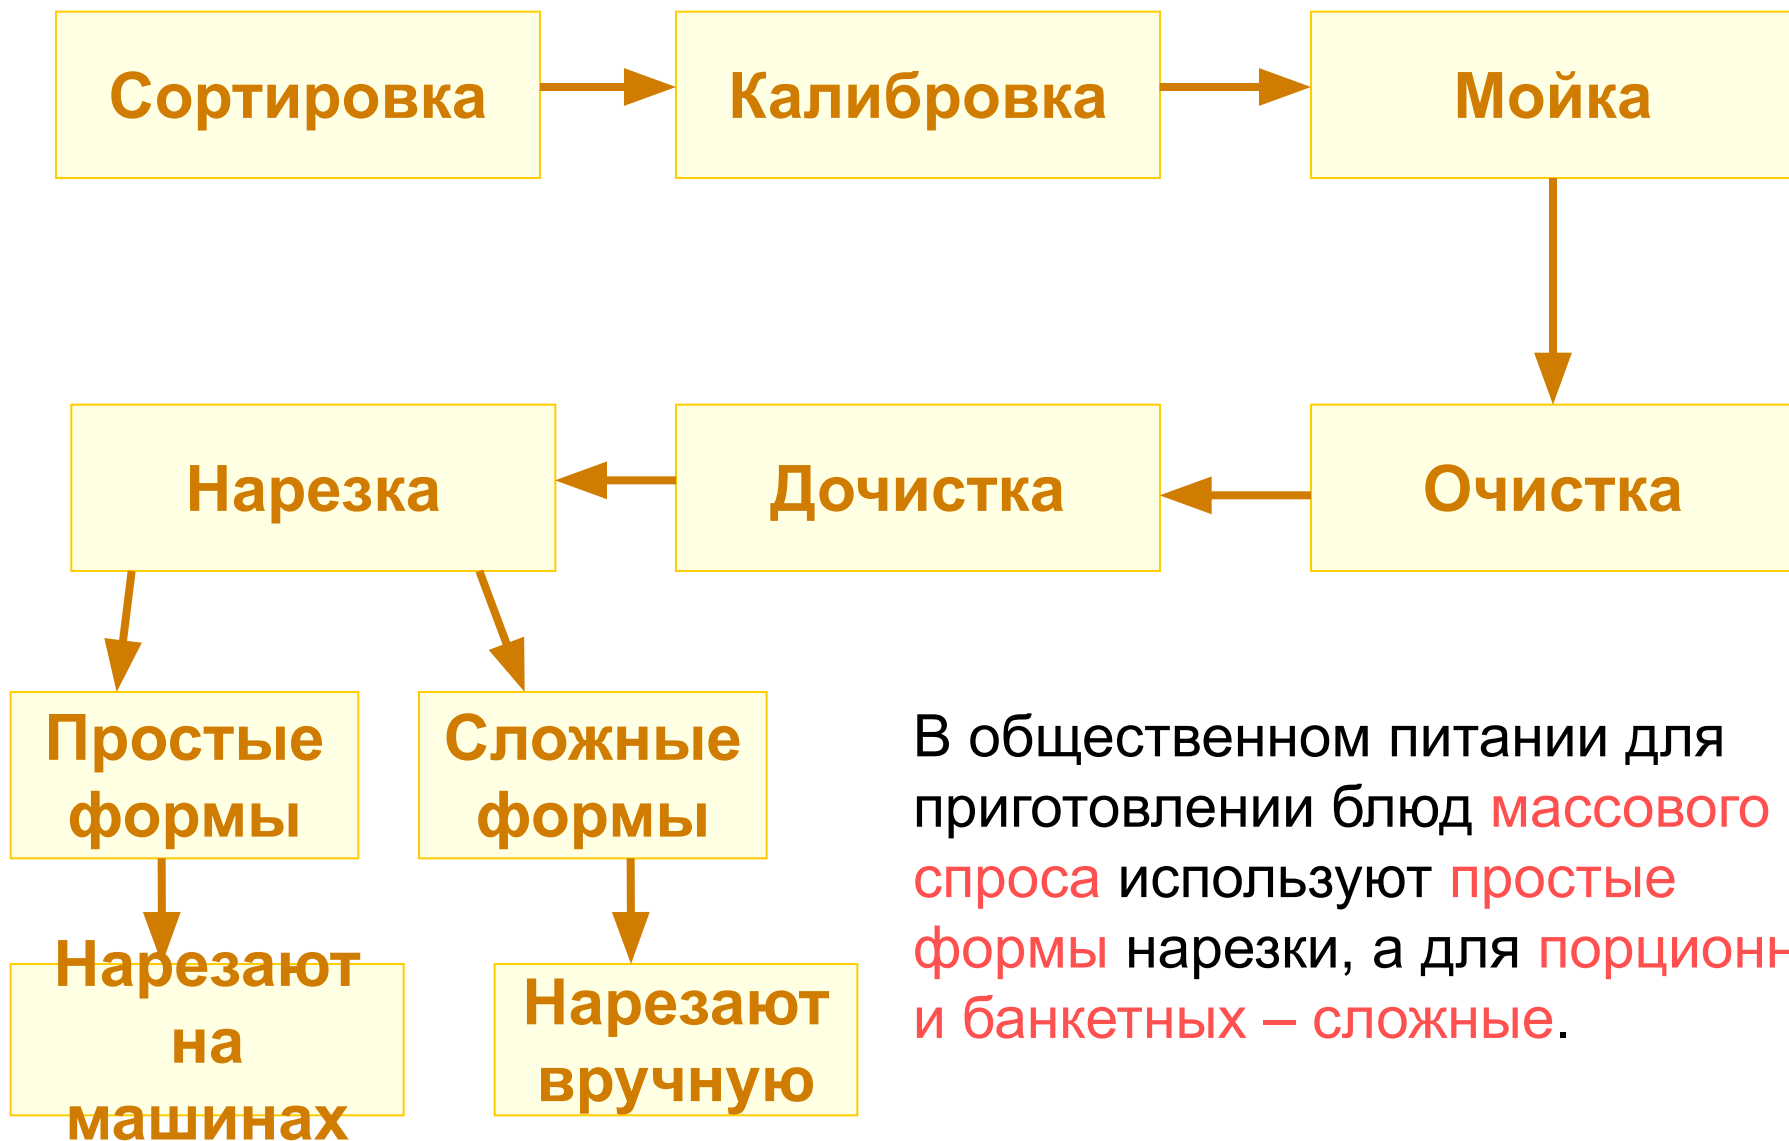 Сортировка
Калибровка
Мойка
Нарезка
Дочистка
Очистка
Простые
формы
Сложные
формы
Нарезают
на
машинах
Нарезают
вручную
В общественном питании для
приготовлении блюд массового
спроса используют простые
формы нарезки, а для
и банкетных – сложные.